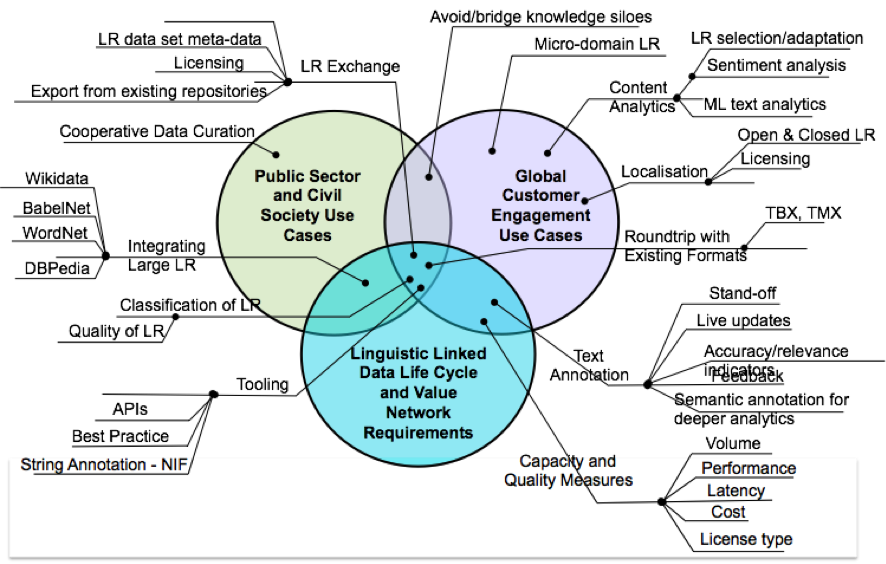 Avoid/bridge knowledge siloes
LR data set meta-data
Licensing
Export from existing repositories
LR Exchange
Micro-domain LR
LR selection/adaptation
Sentiment analysis
Content
Analytics
ML text analytics
Cooperative Data Curation
Open & Closed LR
Licensing
Localisation
Public Sector
and Civil
Society Use
Cases
Global
Customer
Engagement
Use Cases
Wikidata
BabelNet
WordNet
DBPedia
Integrating
Large LR
TBX, TMX
Roundtrip with
Existing Formats
Classification of LR
Quality of LR
Stand-off
Live updates
Accuracy/relevance
indicators
Feedback
Semantic annotation for
deeper analytics
Text
Annotation
Linguistic Linked
Data Life Cycle
and Value
Network
Requirements
Tooling
APIs
Best Practice
String Annotation - NIF
Capacity and
Quality Measures
Volume
Performance
Latency
Cost
License type